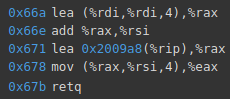 0x66a lea (%rdi,%rdi,4),%rax
0x66e add %rax,%rsi
0x671 lea 0x2009a8(%rip),%rax
0x678 mov (%rax,%rsi,4),%eax
0x67b retq